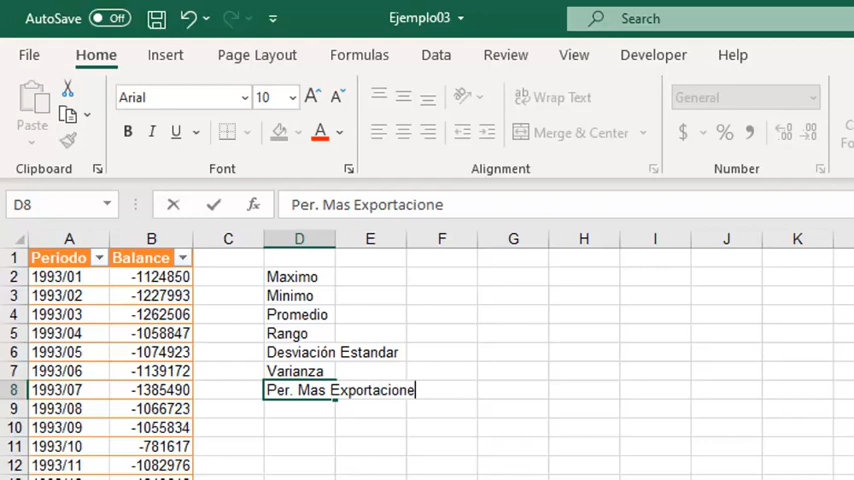 AutoSave Off Ejemplo03 Search
File Home Insert Page Layout Formulas Data Review View Developer Help
Paste Arial 10 Wrap Text General
B I U A Merge & Center $ %
Clipboard Font Alignment Number
D8 fx Per. Mas Exportacione
A B C D E F G H I J K
1 Periodo Balance
2 1993/01 -1124850 Maximo
3 1993/02 -1227993 Minimo
4 1993/03 -1262506 Promedio
5 1993/04 -1058847 Rango
6 1993/05 -1074923 Desviación Estandar
7 1993/06 -1139172 Varianza
8 1993/07 -1385490 Per. Mas Exportacione
9 1993/08 -1066723
10 1993/09 -1055834
11 1993/10 -781617
12 1993/11 -1082976